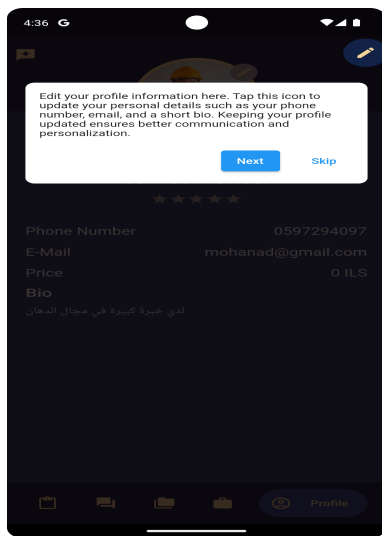 4:36 G
Edit your profile information here. Tap this icon to
update your personal details such as your phone
number, email, and a short bio. Keeping your profile
updated ensures better communication and
personalization.
Next Skip
Phone Number 0597294097
E-Mail mohanad@gmail.com
Price 0 ILS
Bio
لدي خبرة كبيرة في مجال الدهان
Profile